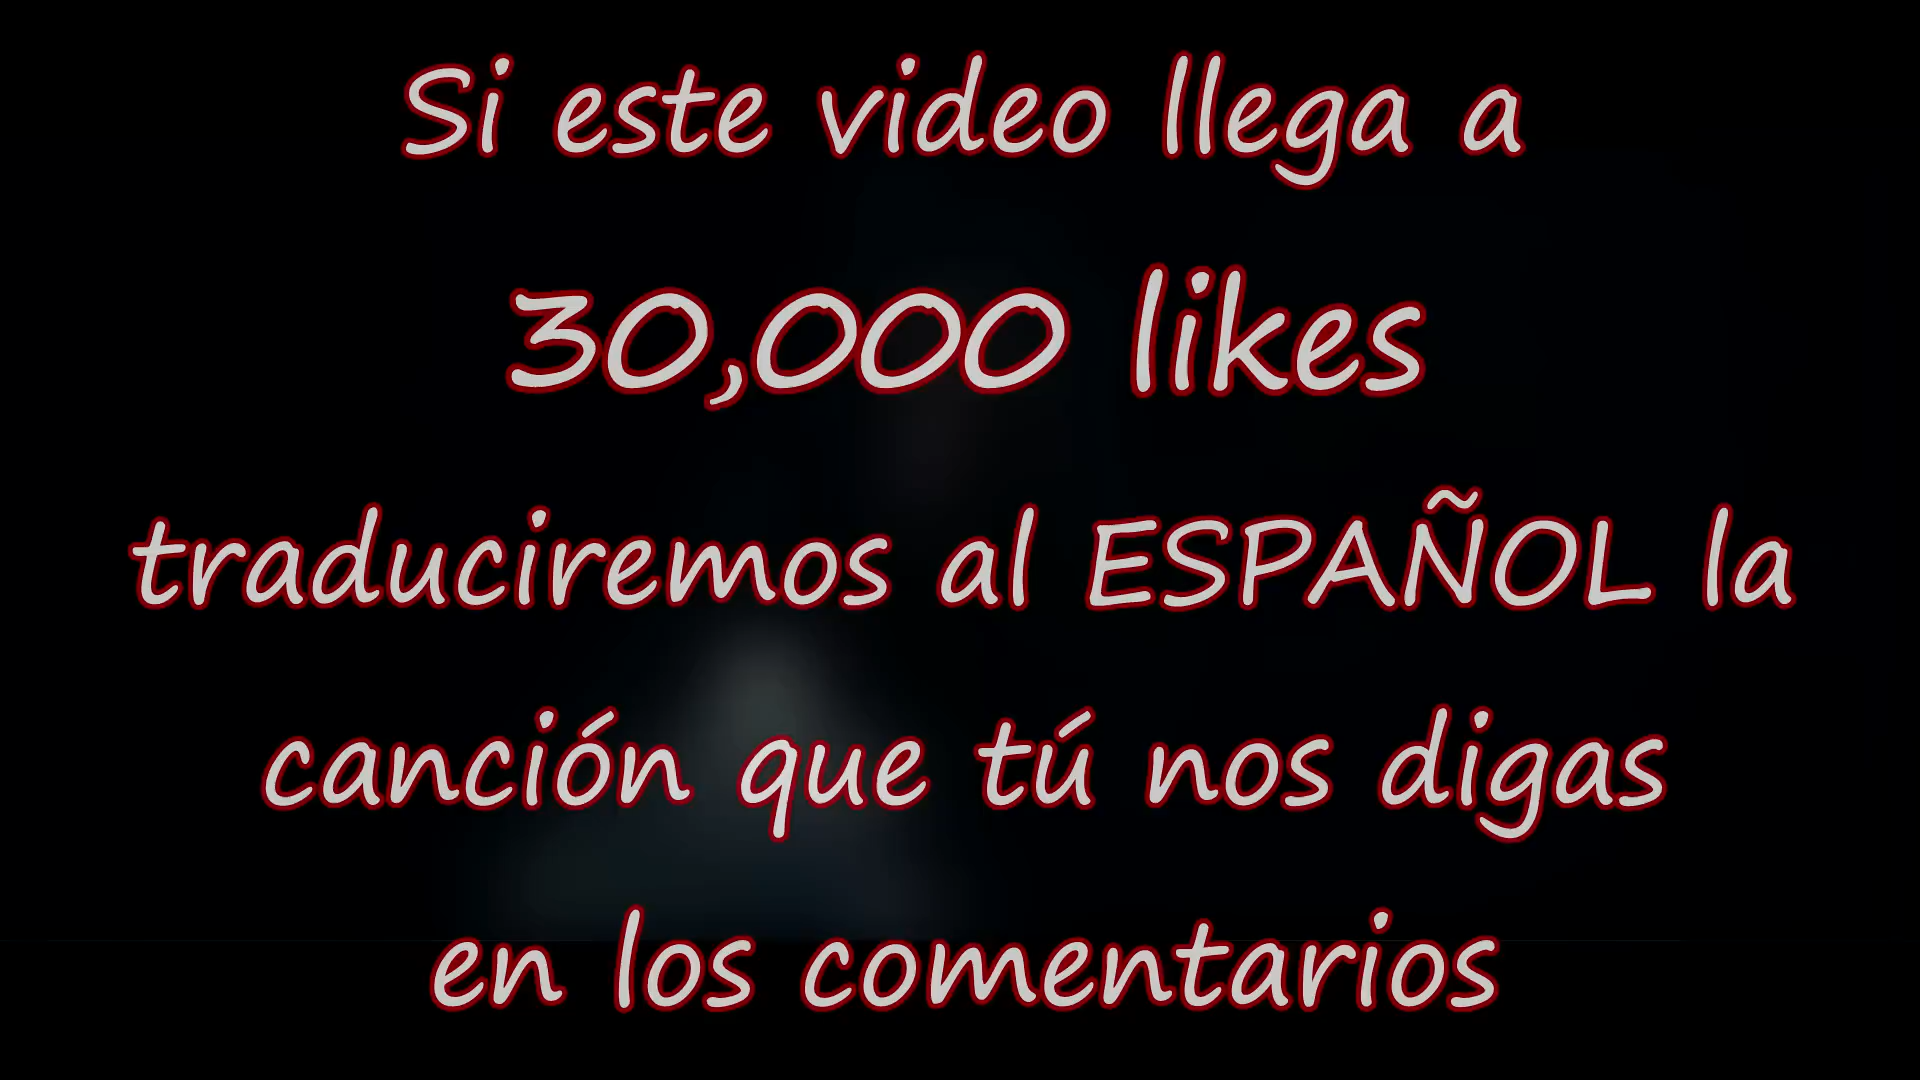 Si este video llega a
30,000 likes
traduciremos al ESPAÑOL la
canción que tú nos digas
en los comentarios